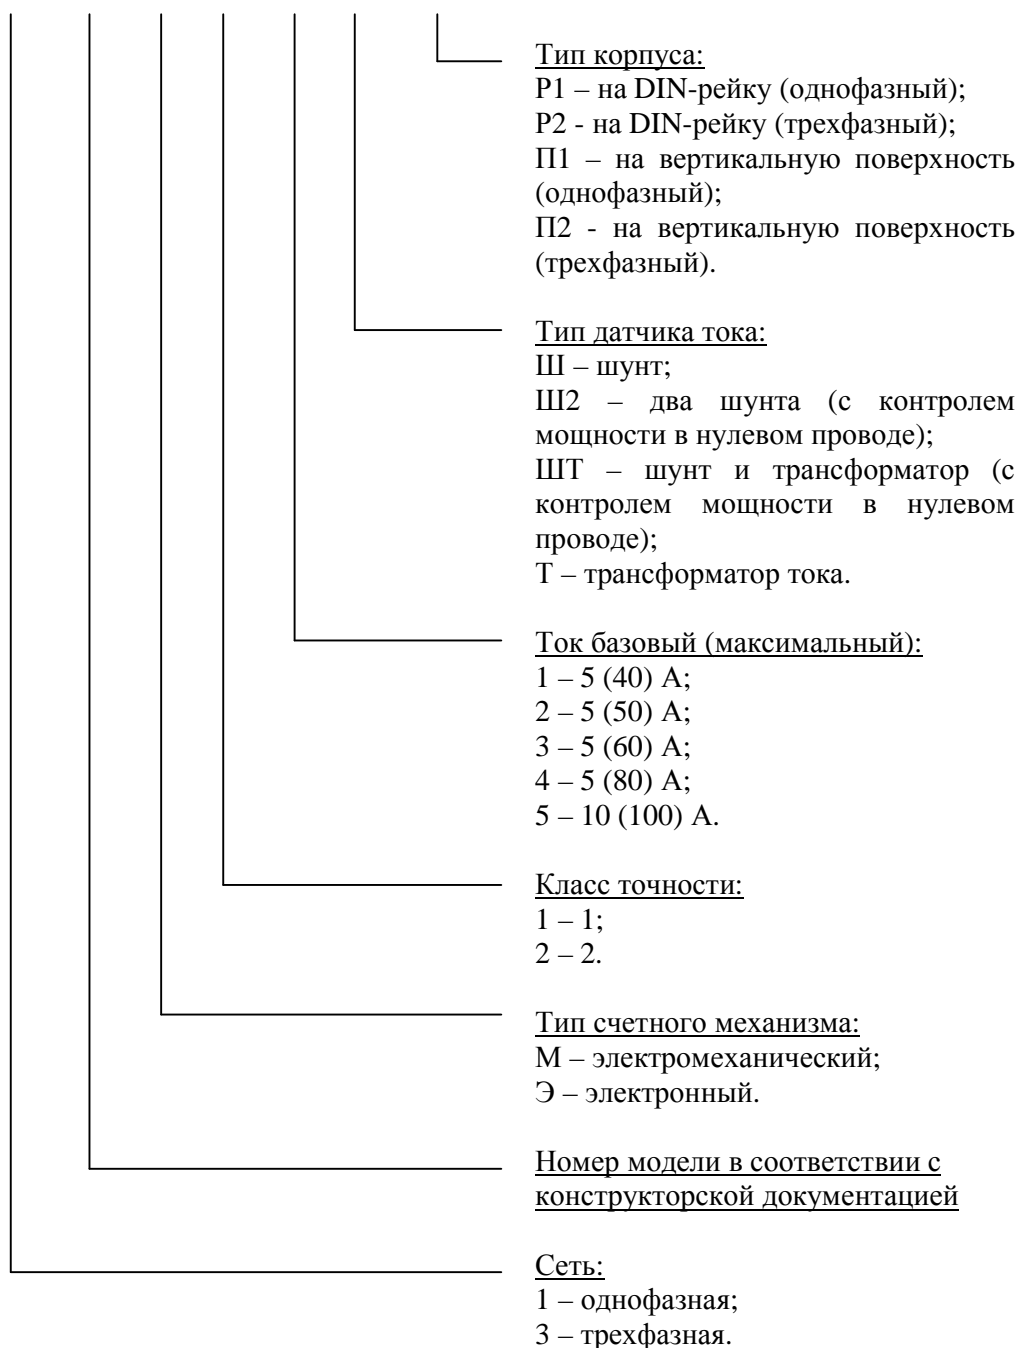 Тип корпуса:
Р1 – на DIN-рейку (однофазный);
Р2 - на DIN-рейку (трехфазный);
П1 – на вертикальную поверхность
(однофазный);
П2 - на вертикальную поверхность
(трехфазный).
Тип датчика тока:
Ш – шунт;
Ш2 – два шунта (с контролем
мощности в нулевом проводе);
ШТ – шунт и трансформатор (с
контролем мощности в нулевом
проводе);
Т – трансформатор тока.
Ток базовый (максимальный):
1 – 5 (40) А;
2 – 5 (50) А;
3 – 5 (60) А;
4 – 5 (80) А;
5 – 10 (100) А.
Класс точности:
1 – 1;
2 – 2.
Тип счетного механизма:
М – электромеханический;
Э – электронный.
Номер модели в соответствии с
конструкторской документацией
Сеть:
1 – однофазная;
3 – трехфазная.